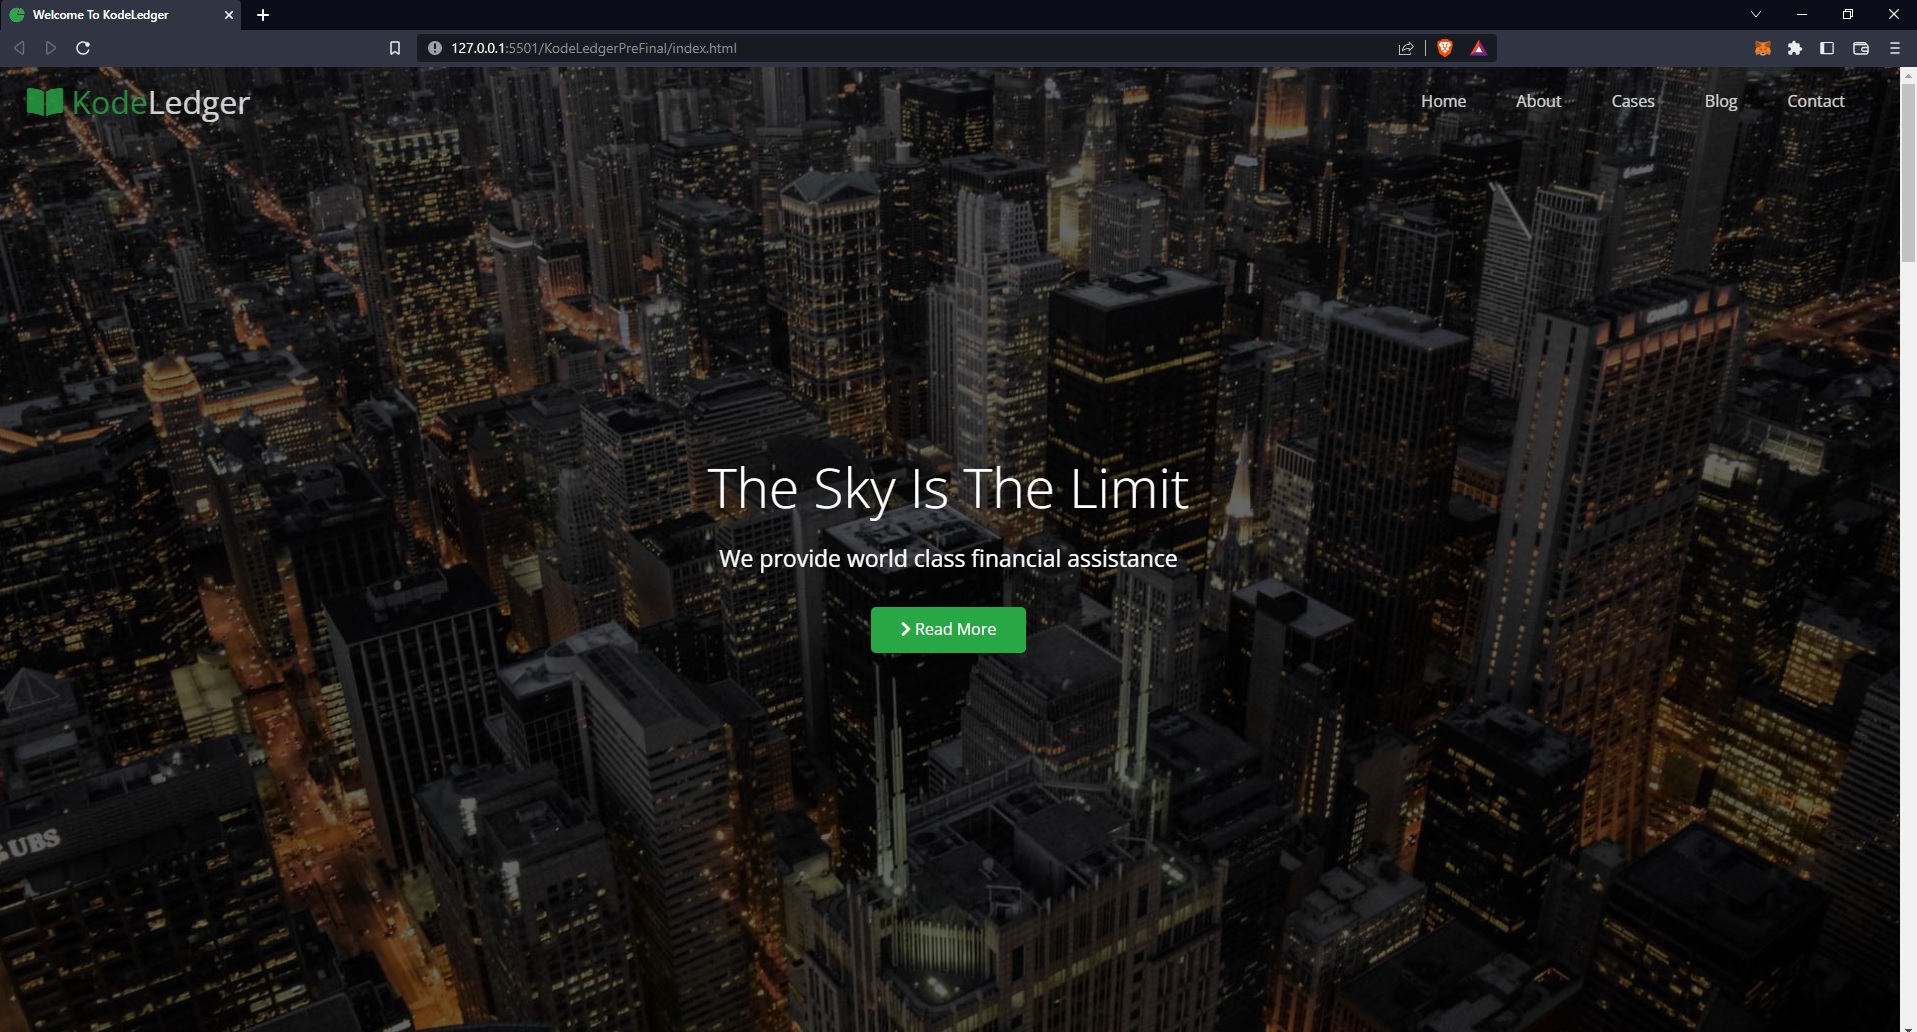 Welcome To KodeLedger
127.0.0.1:5501/KodeLedgerPreFinal/index.html
KodeLedger
Home
About
Cases
Blog
Contact
The Sky Is The Limit
We provide world class financial assistance
Read More
UBS